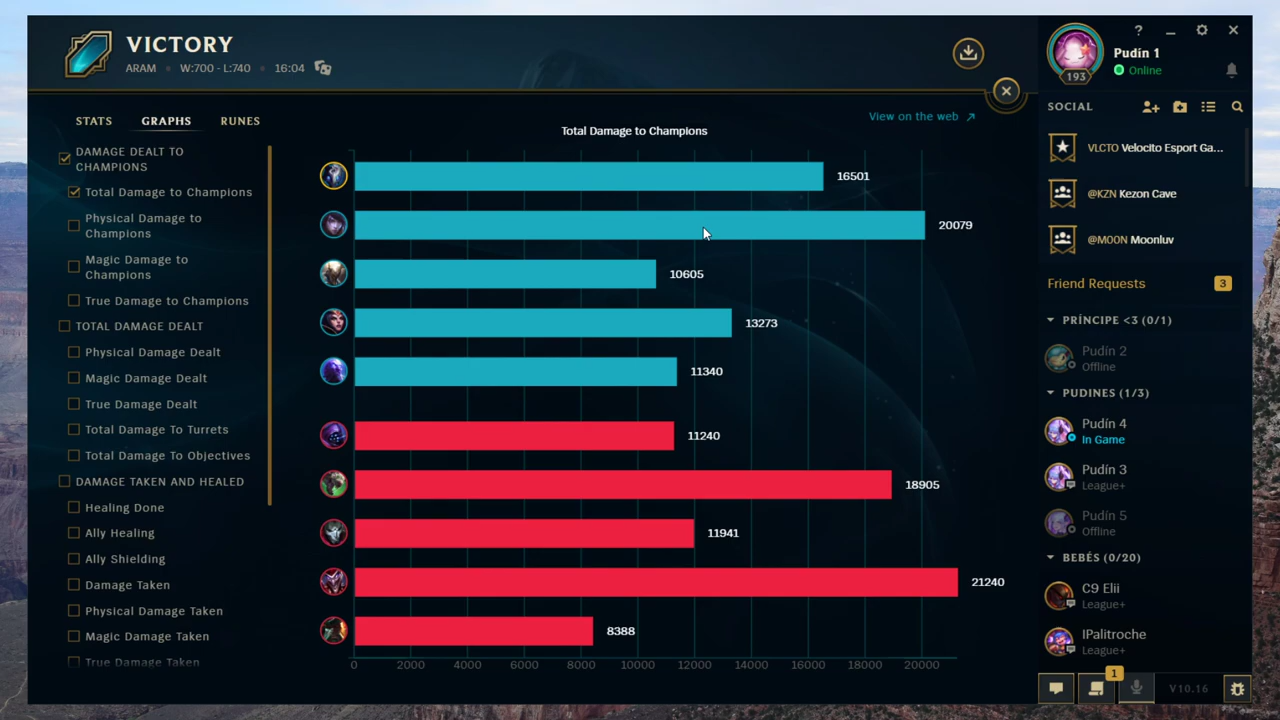 VICTORY
ARAM • W:700 - L:740 • 16:04
STATS
GRAPHS
RUNES
View on the web
DAMAGE DEALT TO
CHAMPIONS
Total Damage to Champions
Physical Damage to
Champions
Magic Damage to
Champions
True Damage to Champions
TOTAL DAMAGE DEALT
Physical Damage Dealt
Magic Damage Dealt
True Damage Dealt
Total Damage To Turrets
Total Damage To Objectives
DAMAGE TAKEN AND HEALED
Healing Done
Ally Healing
Ally Shielding
Damage Taken
Physical Damage Taken
Magic Damage Taken
True Damage Taken
Total Damage to Champions
16501
20079
10605
13273
11340
11240
18905
11941
21240
8388
0 2000 4000 6000 8000 10000 12000 14000 16000 18000 20000
?
Pudín 1
193
Online
SOCIAL
VLCTO Velocito Esport Ga...
@KZN Kezon Cave
@M00N Moonluv
Friend Requests 3
PRÍNCIPE <3 (0/1)
Pudín 2
Offline
PUDINES (1/3)
Pudín 4
In Game
Pudín 3
League+
Pudín 5
Offline
BEBÉS (0/20)
C9 Elii
League+
IPalitroche
League+
1
V10.16